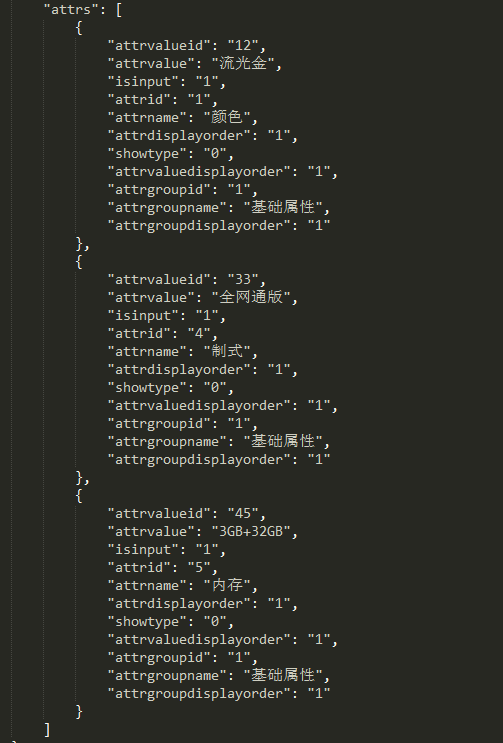 "attrs": [
{
"attrvalueid": "12",
"attrvalue": "流光金",
"isinput": "1",
"attrid": "1",
"attrname": "颜色",
"attrdisplayorder": "1",
"showtype": "0",
"attrvaluedisplayorder": "1",
"attrgroupid": "1",
"attrgroupname": "基础属性",
"attrgroupdisplayorder": "1"
},
{
"attrvalueid": "33",
"attrvalue": "全网通版",
"isinput": "1",
"attrid": "4",
"attrname": "制式",
"attrdisplayorder": "1",
"showtype": "0",
"attrvaluedisplayorder": "1",
"attrgroupid": "1",
"attrgroupname": "基础属性",
"attrgroupdisplayorder": "1"
},
{
"attrvalueid": "45",
"attrvalue": "3GB+32GB",
"isinput": "1",
"attrid": "5",
"attrname": "内存",
"attrdisplayorder": "1",
"showtype": "0",
"attrvaluedisplayorder": "1",
"attrgroupid": "1",
"attrgroupname": "基础属性",
"attrgroupdisplayorder": "1"
}
]